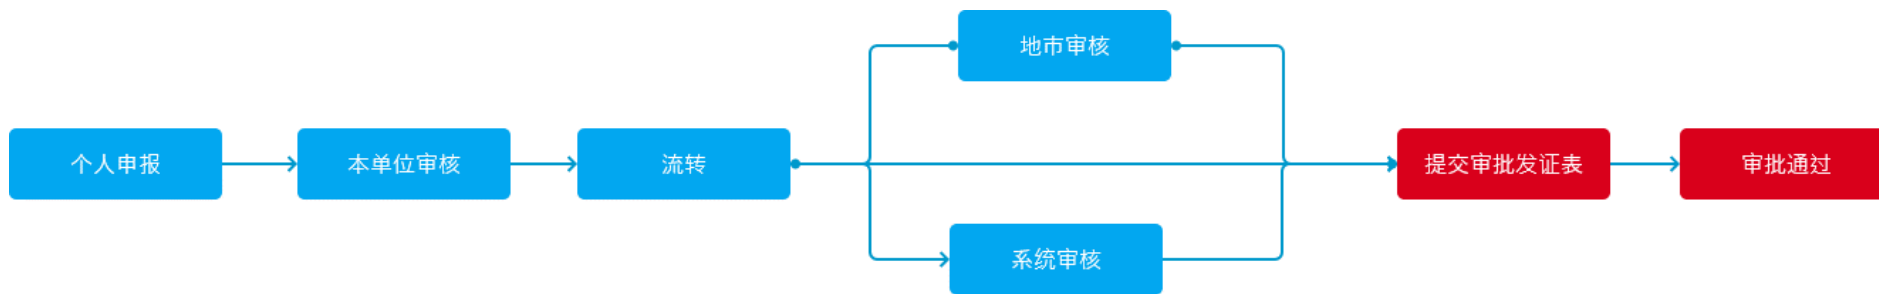 地市审核
个人申报
本单位审核
流转
提交审批发证表
审批通过
系统审核